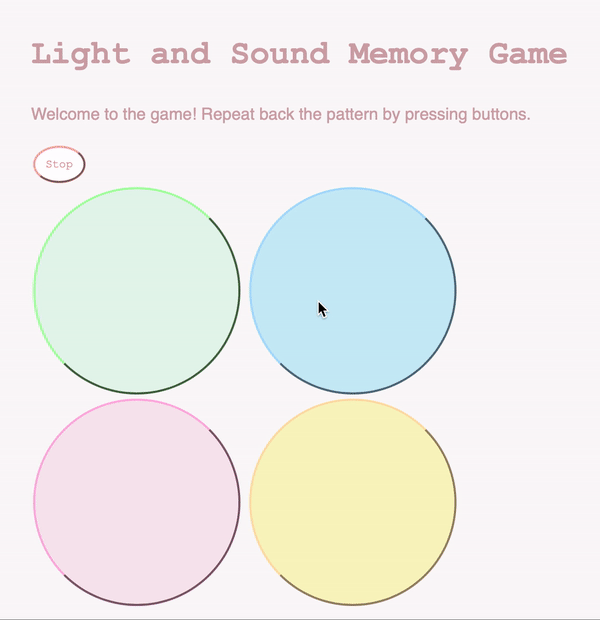 Light and Sound Memory Game
Welcome to the game! Repeat back the pattern by pressing buttons.
Stop